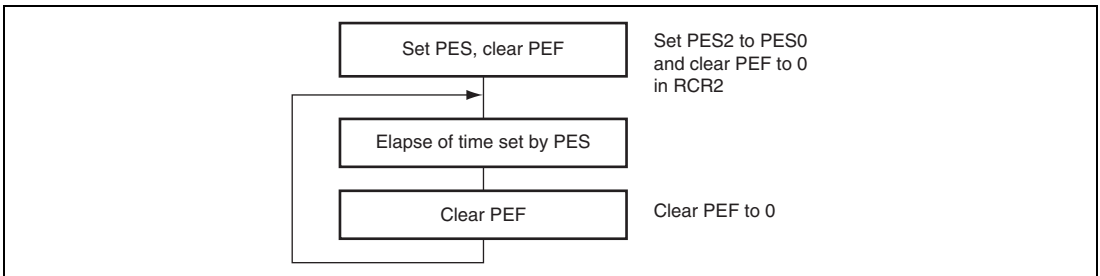 Set PES, clear PEF
Set PES2 to PES0
and clear PEF to 0
in RCR2
Elapse of time set by PES
Clear PEF
Clear PEF to 0